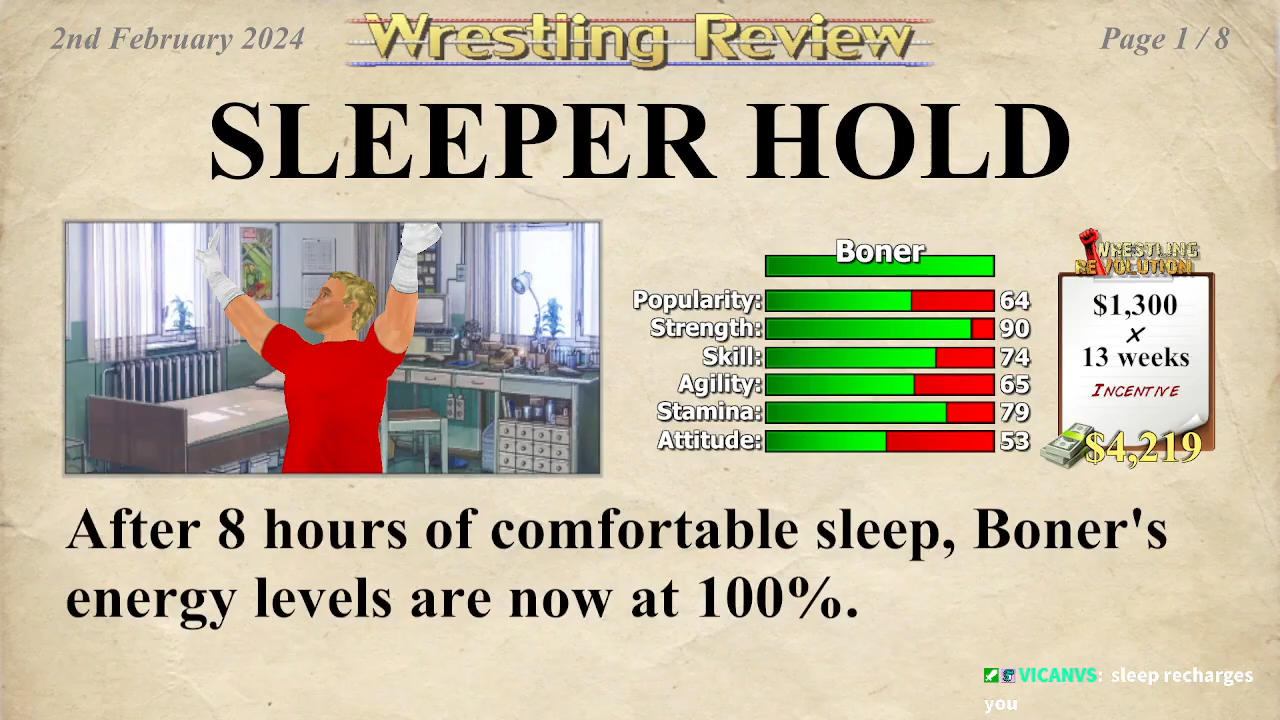 2nd February 2024
Wrestling Review
Page 1 / 8
SLEEPER HOLD
Boner
Popularity: 64
Strength: 90
Skill: 74
Agility: 65
Stamina: 79
Attitude: 53
WRESTLING
REVOLUTION
$1,300
x
13 weeks
INCENTIVE
$4,219
After 8 hours of comfortable sleep, Boner's
energy levels are now at 100%.
VICANVS: sleep recharges
you